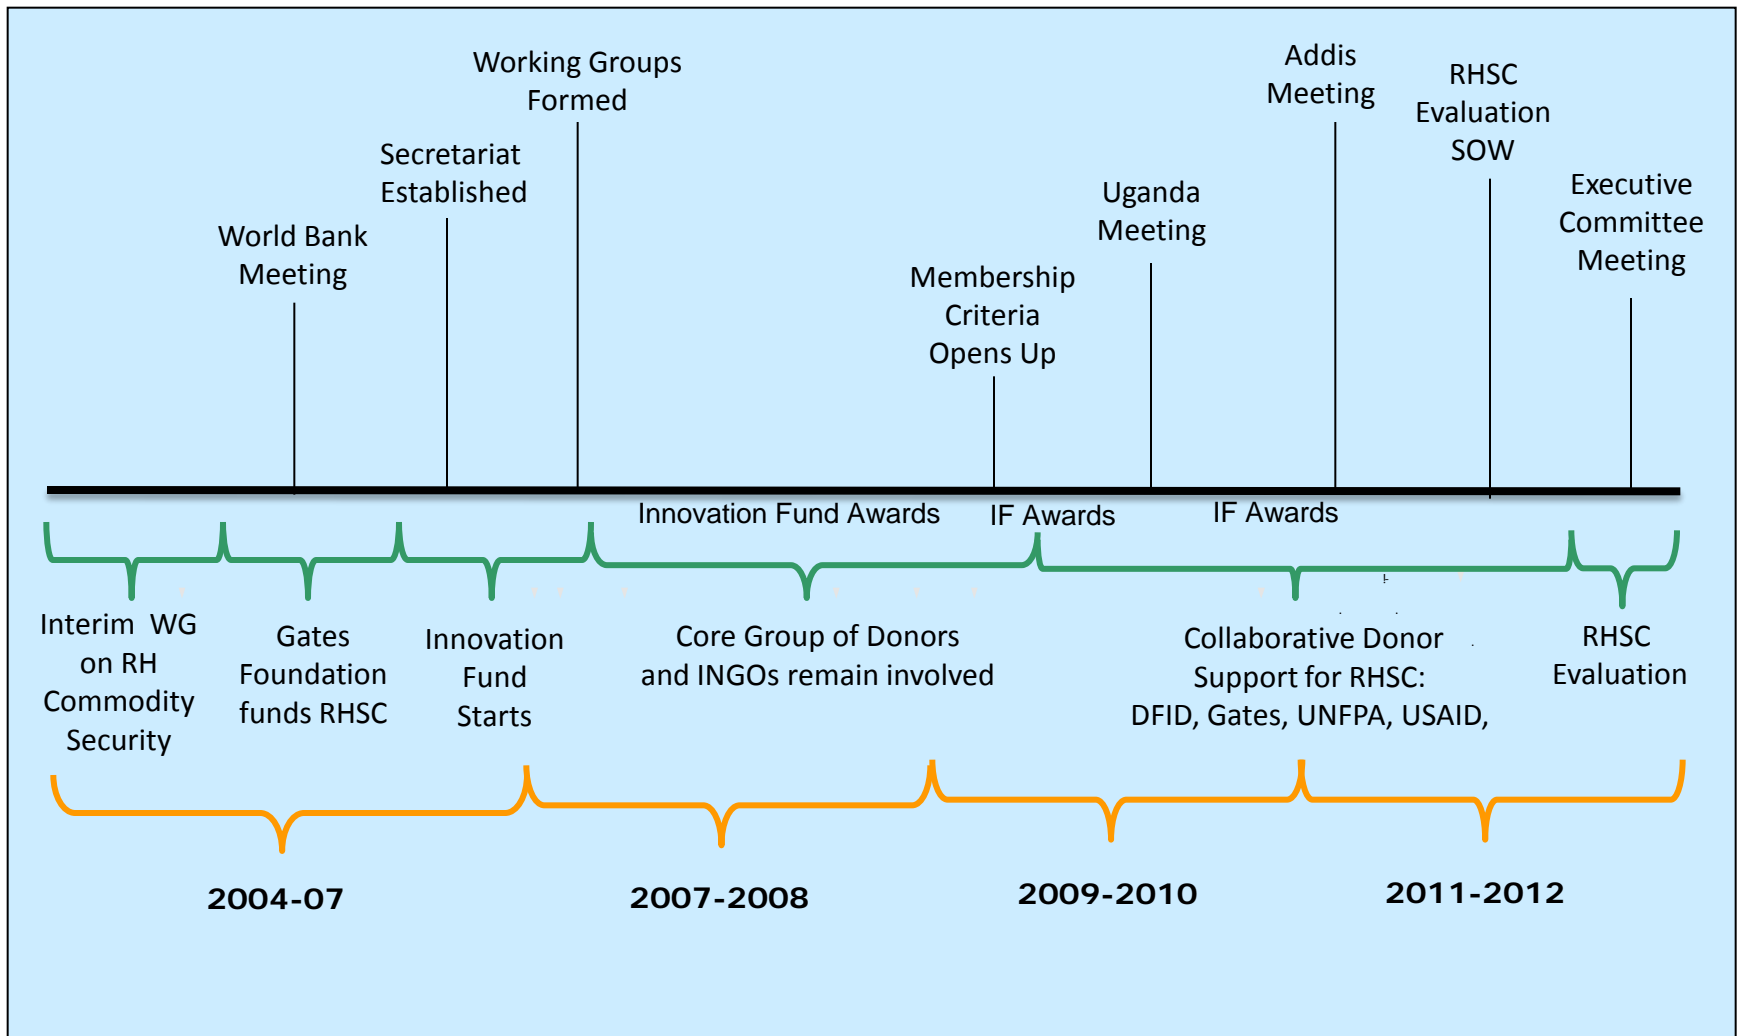 Working Groups
Formed
Secretariat
Established
World Bank
Meeting
Membership
Criteria
Opens Up
Uganda
Meeting
Addis
Meeting
RHSC
Evaluation
SOW
Executive
Committee
Meeting
Innovation Fund Awards
IF Awards
IF Awards
Interim WG
on RH
Commodity
Security
Gates
Foundation
funds RHSC
Innovation
Fund
Starts
Core Group of Donors
and INGOs remain involved
Collaborative Donor
Support for RHSC:
DFID, Gates, UNFPA, USAID,
RHSC
Evaluation
2004-07
2007-2008
2009-2010
2011-2012